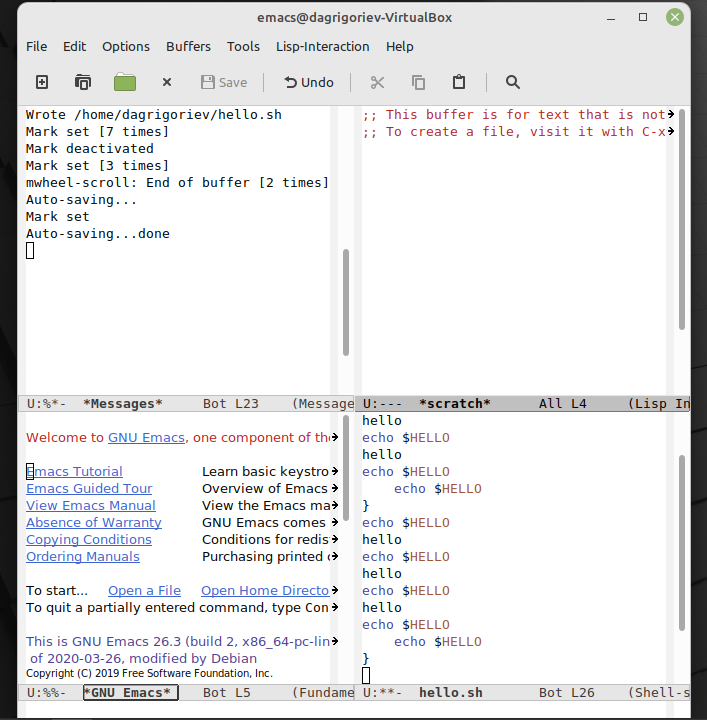 emacs@dagrigoriev-VirtualBox
File Edit Options Buffers Tools Lisp-Interaction Help
Save Undo
Wrote /home/dagrigoriev/hello.sh
Mark set [7 times]
Mark deactivated
Mark set [3 times]
mwheel-scroll: End of buffer [2 times]
Auto-saving...
Mark set
Auto-saving...done
U:%*- *Messages* Bot L23 (Message
;; This buffer is for text that is not
;; To create a file, visit it with C-x
U:--- *scratch* All L4 (Lisp In
Welcome to GNU Emacs, one component of the
Emacs Tutorial Learn basic keystro
Emacs Guided Tour Overview of Emacs
View Emacs Manual View the Emacs ma
Absence of Warranty GNU Emacs comes
Copying Conditions Conditions for redis
Ordering Manuals Purchasing printed
To start... Open a File Open Home Directo
To quit a partially entered command, type Con
This is GNU Emacs 26.3 (build 2, x86_64-pc-lin
of 2020-03-26, modified by Debian
Copyright (C) 2019 Free Software Foundation, Inc.
U:%%- *GNU Emacs* Bot L5 (Fundame
hello
echo $HELLO
hello
echo $HELLO
echo $HELLO
}
echo $HELLO
hello
echo $HELLO
hello
echo $HELLO
hello
echo $HELLO
echo $HELLO
}
U:**- hello.sh Bot L26 (Shell-s